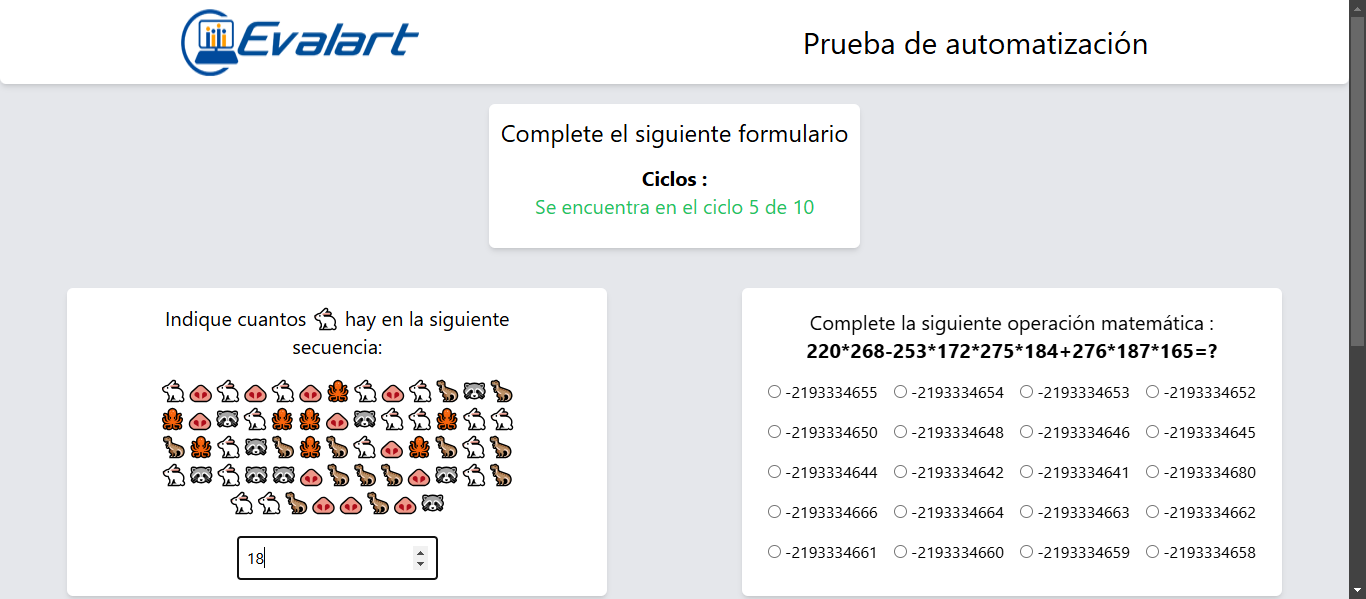 Evalart
Prueba de automatización
Complete el siguiente formulario
Ciclos :
Se encuentra en el ciclo 5 de 10
Indique cuantos 🐇 hay en la siguiente
secuencia:
18
Complete la siguiente operación matemática :
220*268-253*172*275*184+276*187*165=?
-2193334655 -2193334654 -2193334653 -2193334652
-2193334650 -2193334648 -2193334646 -2193334645
-2193334644 -2193334642 -2193334641 -2193334680
-2193334666 -2193334664 -2193334663 -2193334662
-2193334661 -2193334660 -2193334659 -2193334658